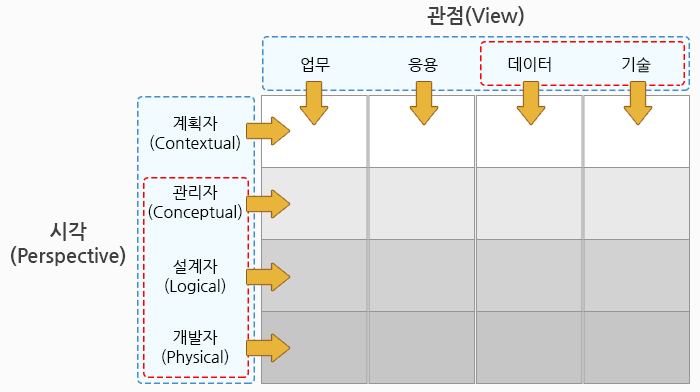 관점(View)
업무 응용 데이터 기술
계획자
(Contextual)
관리자
(Conceptual)
시각
(Perspective)
설계자
(Logical)
개발자
(Physical)